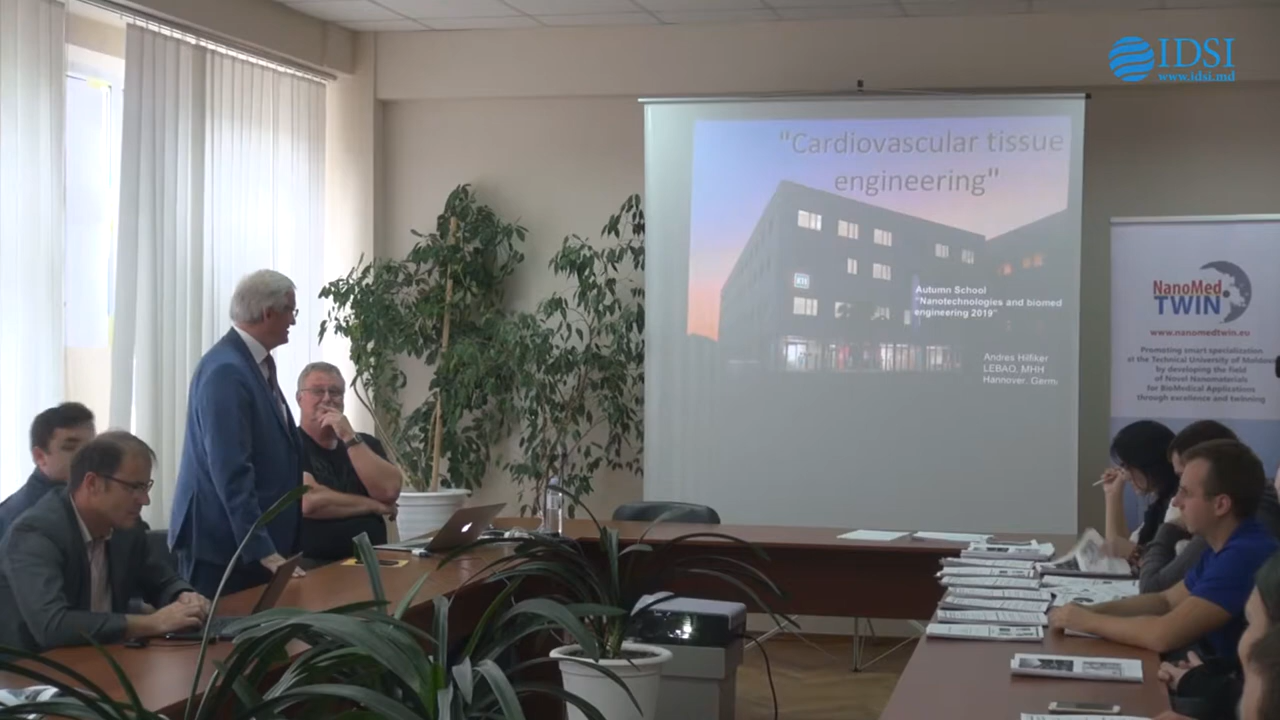 IDSI
www.idsi.md
"Cardiovascular tissue
engineering"
Autumn School
"Nanotechnologies and biomed
engineering 2019"
Andres Hilfiker
LEBAO, MHH
Hannover, Germ
NanoMed
TWIN
www.nanomedtwin.eu
Promoting smart specialization
at the Technical University of Moldova
by developing the field
of Novel Nanomaterials
for BioMedical Applications
through excellence and twinning